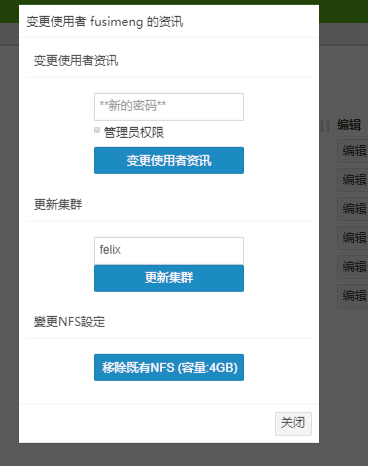 变更使用者 fusimeng 的资讯
变更使用者资讯
**新的密码**
管理员权限
变更使用者资讯
更新集群
felix
更新集群
變更NFS設定
移除既有NFS (容量:4GB)
关闭
编辑
编辑
编辑
编辑
编辑
编辑
编辑